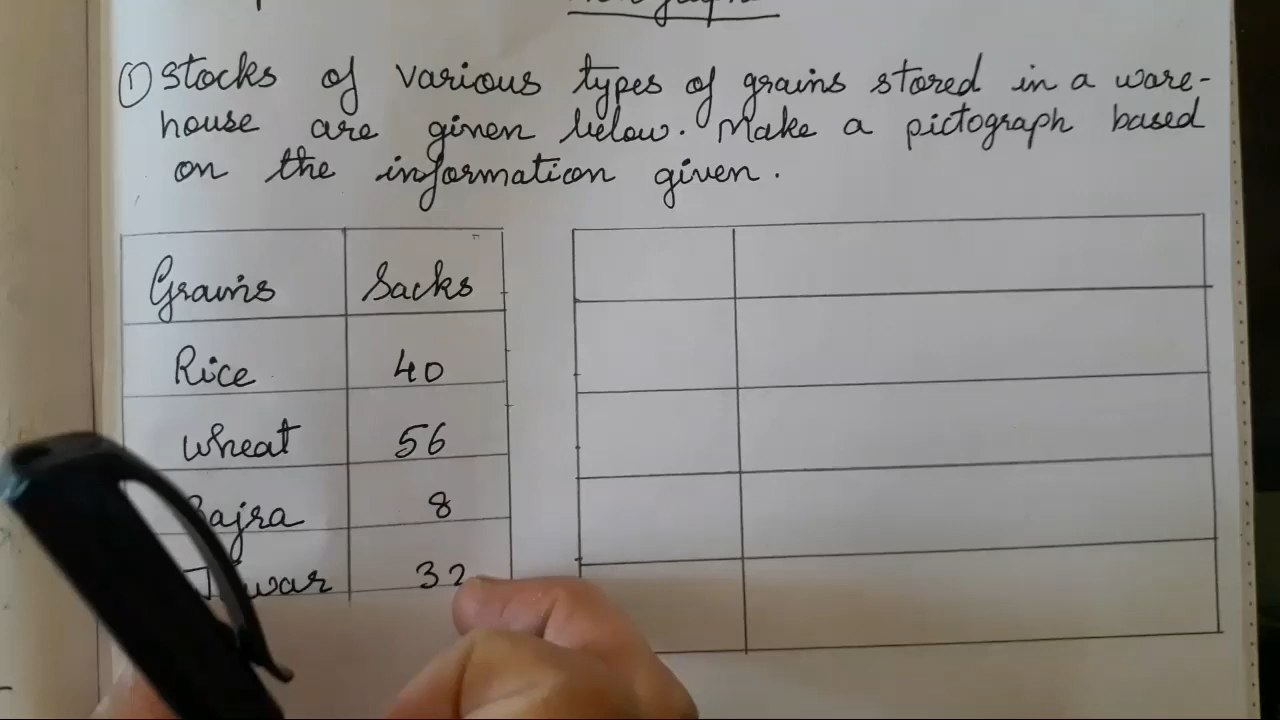 ① Stocks of various types of grains stored in a ware-
house are given below. Make a pictograph based
on the information given.
Grains Sacks
Rice 40
Wheat 56
Bajra 8
32